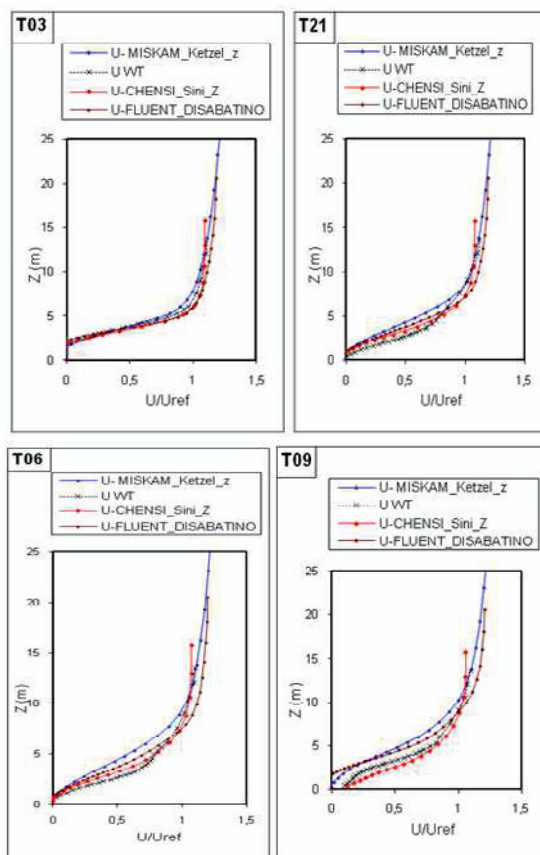 T03
U- MISKAM_Ketzel_z
U WT
U-CHENSI_Sini_Z
U-FLUENT_DISABATINO
25
20
15
10
5
0
Z (m)
0 0,5 1 1,5
U/Uref
T21
U- MISKAM_Ketzel_z
U WT
U-CHENSI_Sini_Z
U-FLUENT_DISABATINO
25
20
15
10
5
0
Z (m)
0 0,5 1 1,5
U/Uref
T06
U- MISKAM_Ketzel_z
U WT
U-CHENSI_Sini_Z
U-FLUENT_DISABATINO
25
20
15
10
5
0
Z (m)
0 0,5 1 1,5
U/Uref
T09
U- MISKAM_Ketzel_z
U WT
U-CHENSI_Sini_Z
U-FLUENT_DISABATINO
25
20
15
10
5
0
Z (m)
0 0,5 1 1,5
U/Uref